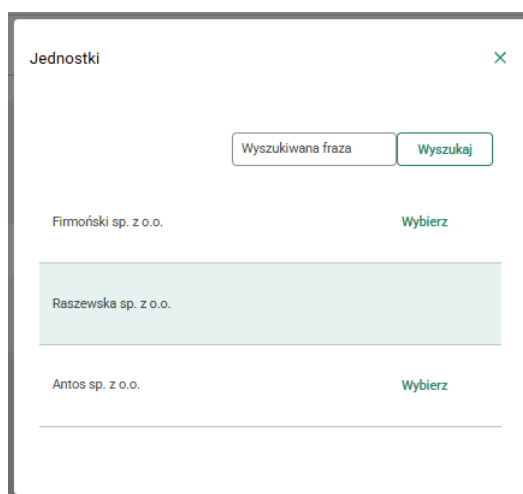 Jednostki
Wyszukiwana fraza Wyszukaj
Firmoński sp. z o.o. Wybierz
Raszewska sp. z o.o.
Antos sp. z o.o. Wybierz